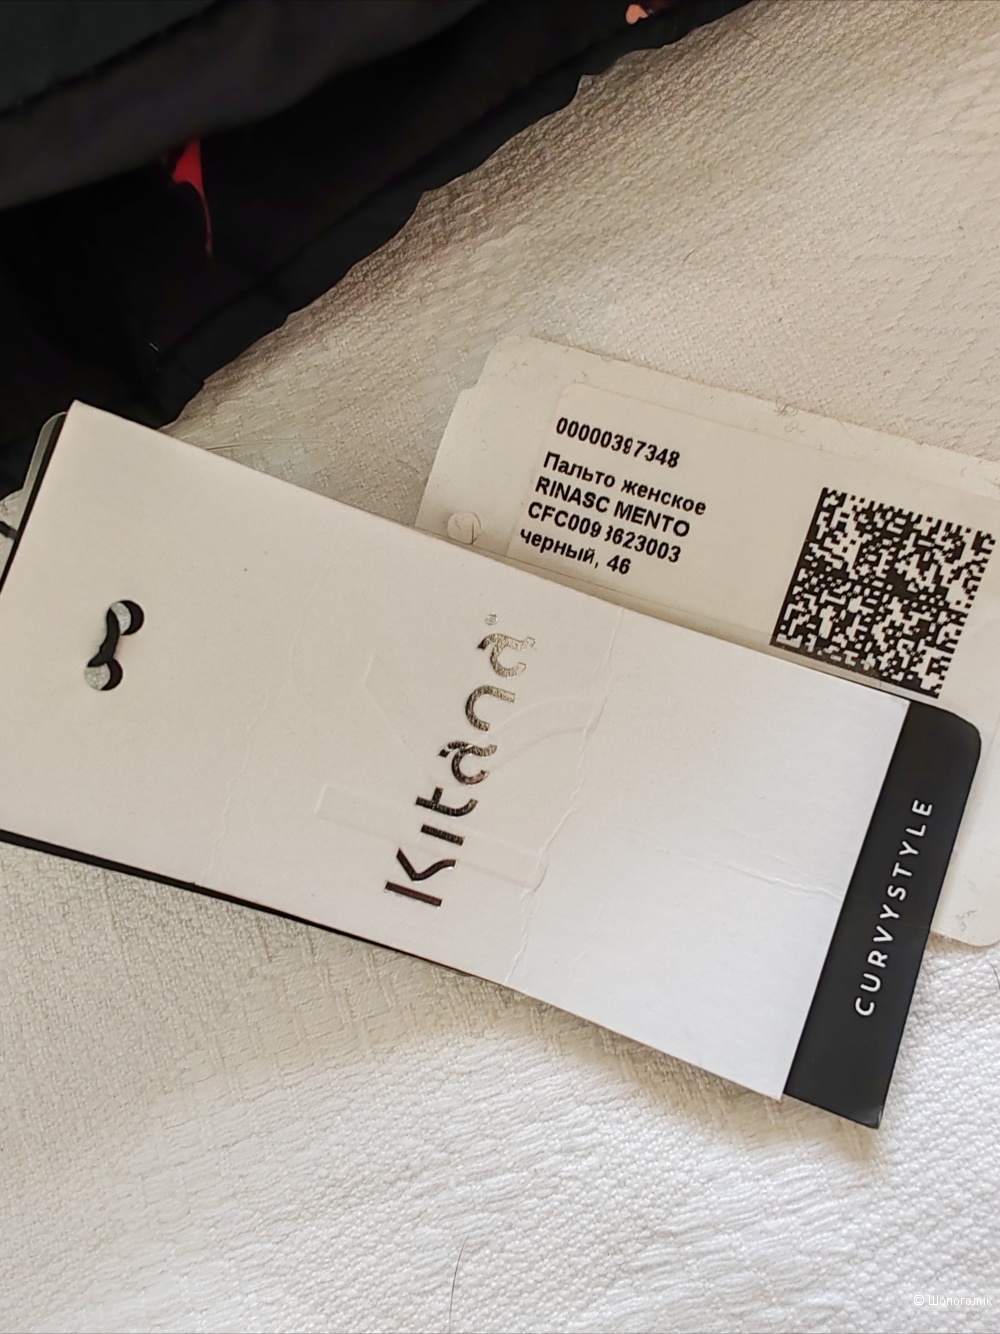 00000397348
Пальто женское
RINASC MENTO
CFC0093623003
черный, 46
Kitana
CURVYSTYLE
© Шопоголик